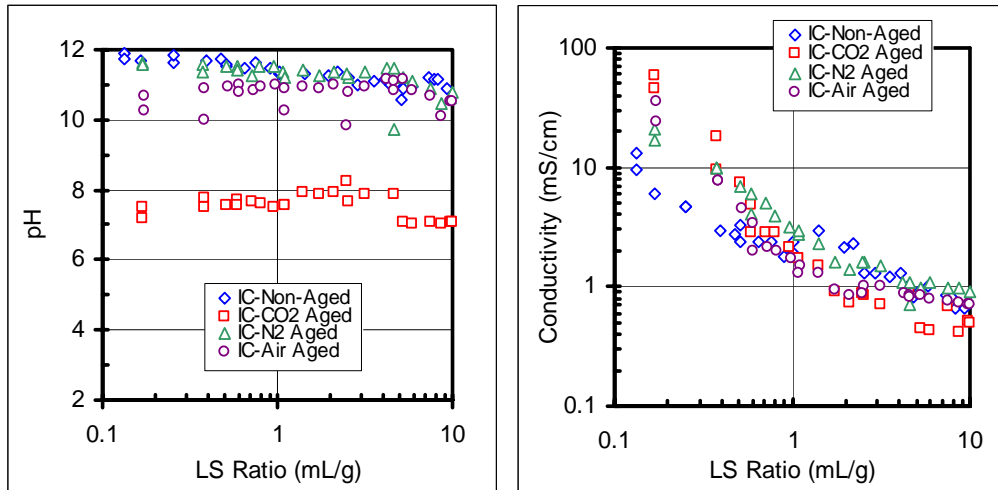 12
10
8
6
4
2
pH
IC-Non-Aged
IC-CO2 Aged
IC-N2 Aged
IC-Air Aged
0.1 1 10
LS Ratio (mL/g)
100
10
1
0.1
Conductivity (mS/cm)
IC-Non-Aged
IC-CO2 Aged
IC-N2 Aged
IC-Air Aged
0.1 1 10
LS Ratio (mL/g)